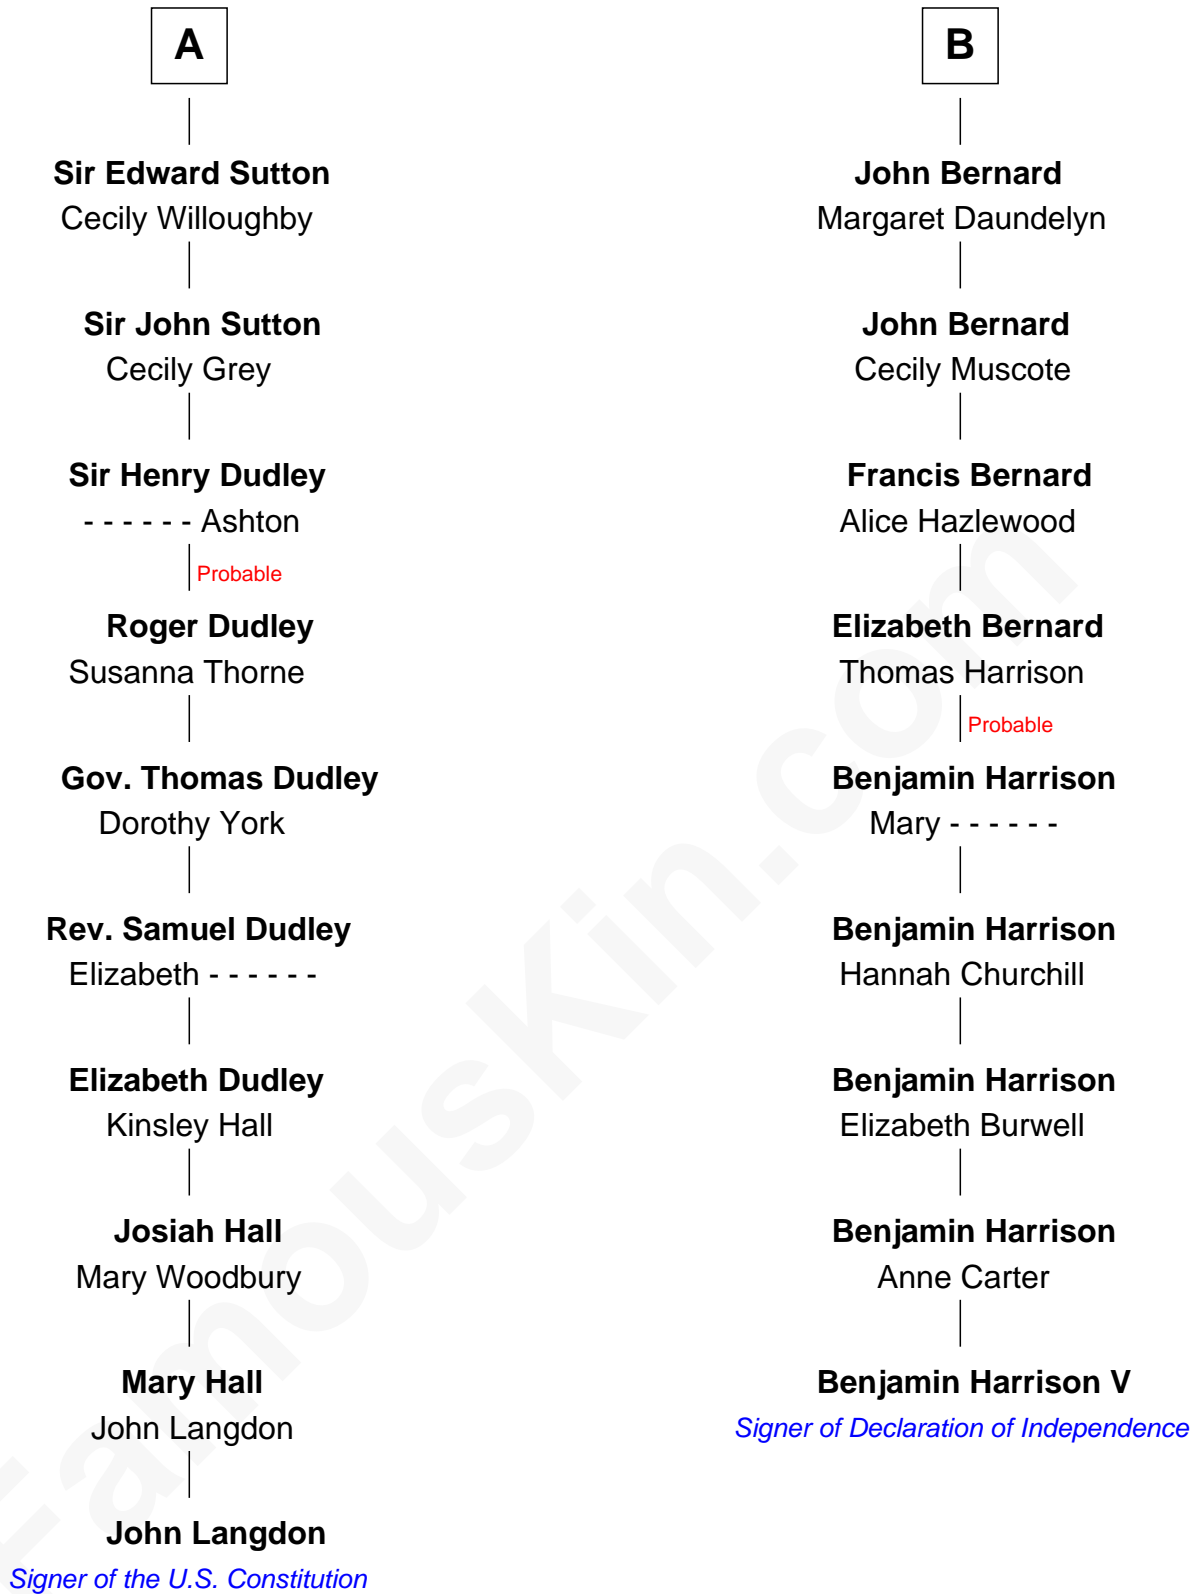 A
Sir Edward Sutton
Cecily Willoughby
Sir John Sutton
Cecily Grey
Sir Henry Dudley
- - - - - - Ashton
Probable
Roger Dudley
Susanna Thorne
Gov. Thomas Dudley
Dorothy York
Rev. Samuel Dudley
Elizabeth - - - - - -
Elizabeth Dudley
Kinsley Hall
Josiah Hall
Mary Woodbury
Mary Hall
John Langdon
John Langdon
Signer of the U.S. Constitution
B
John Bernard
Margaret Daundelyn
John Bernard
Cecily Muscote
Francis Bernard
Alice Hazlewood
Elizabeth Bernard
Thomas Harrison
Probable
Benjamin Harrison
Mary - - - - - -
Benjamin Harrison
Hannah Churchill
Benjamin Harrison
Elizabeth Burwell
Benjamin Harrison
Anne Carter
Benjamin Harrison V
Signer of Declaration of Independence
FamousKin.com